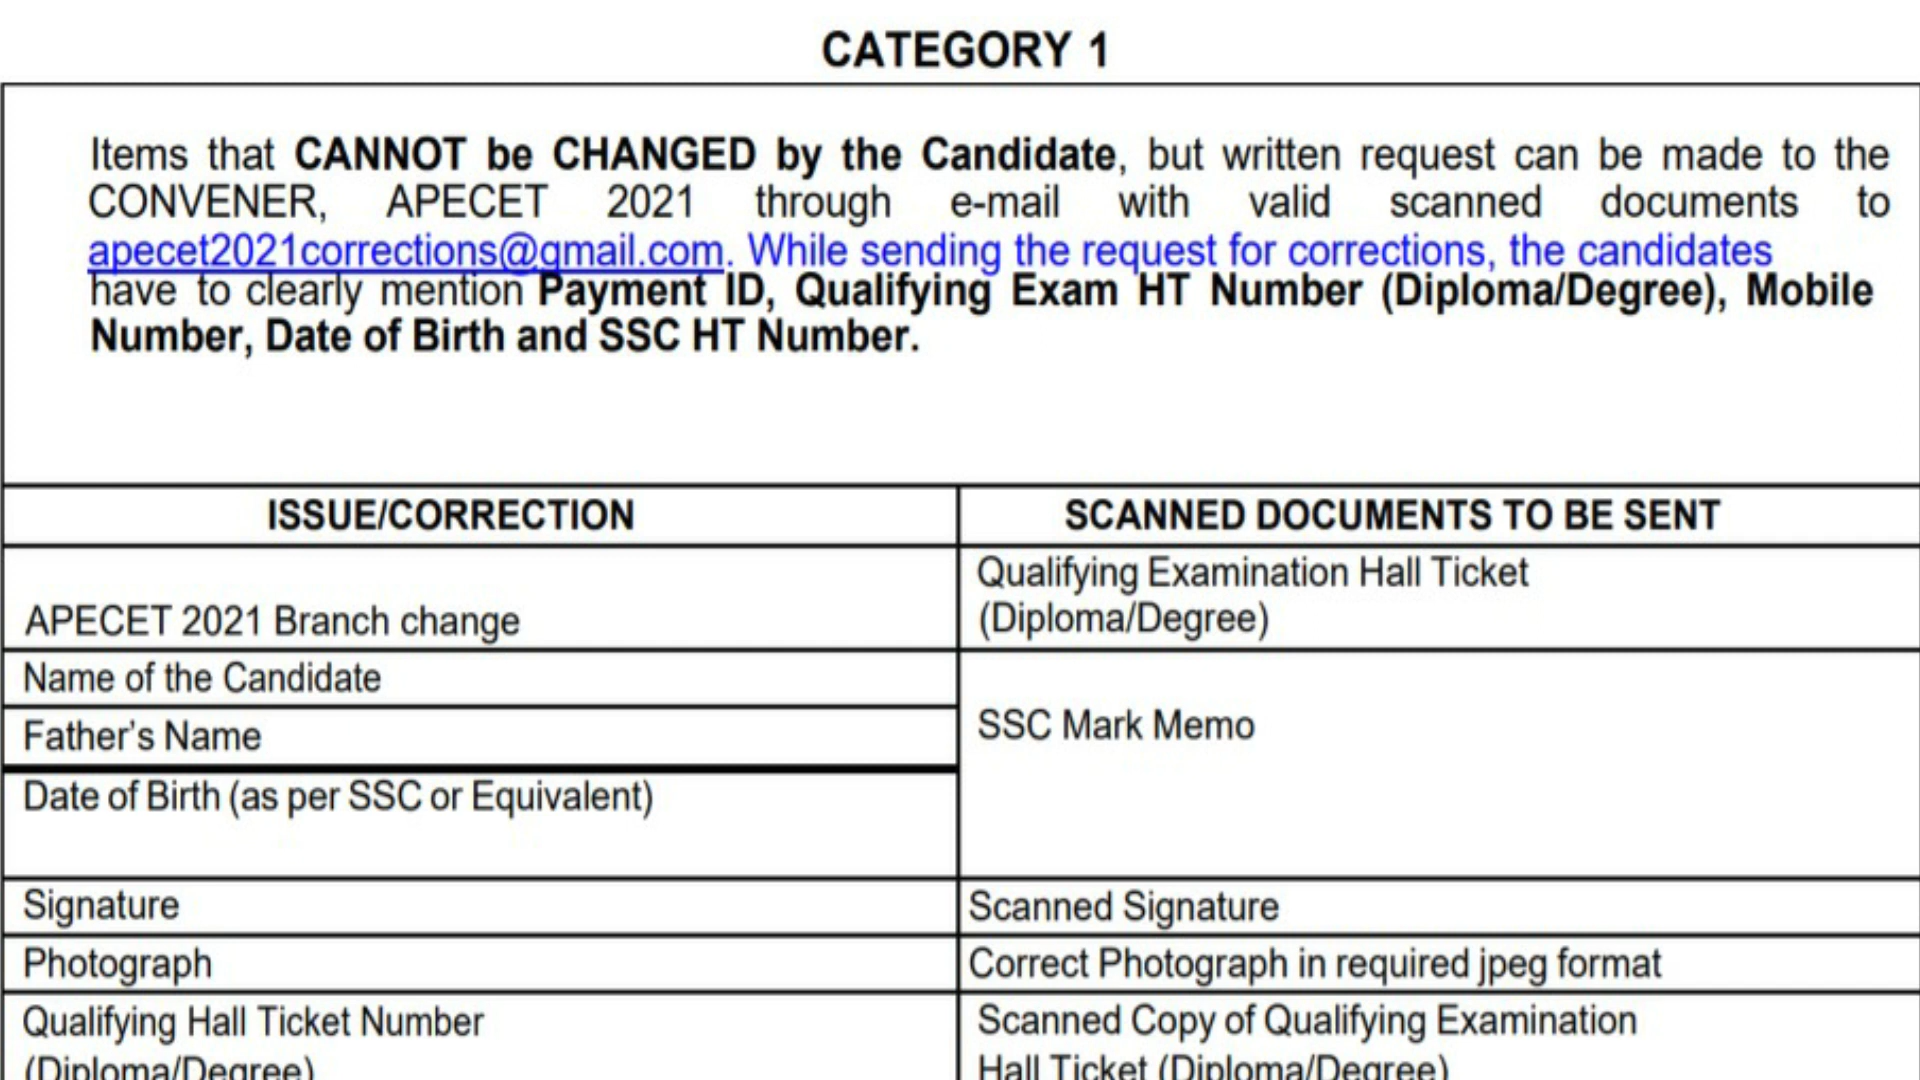 CATEGORY 1
Items that CANNOT be CHANGED by the Candidate, but written request can be made to the
CONVENER, APECET 2021 through e-mail with valid scanned documents to
apecet2021corrections@gmail.com. While sending the request for corrections, the candidates
have to clearly mention Payment ID, Qualifying Exam HT Number (Diploma/Degree), Mobile
Number, Date of Birth and SSC HT Number.
ISSUE/CORRECTION
SCANNED DOCUMENTS TO BE SENT
APECET 2021 Branch change
Qualifying Examination Hall Ticket
(Diploma/Degree)
Name of the Candidate
Father’s Name
Date of Birth (as per SSC or Equivalent)
SSC Mark Memo
Signature
Scanned Signature
Photograph
Correct Photograph in required jpeg format
Qualifying Hall Ticket Number
(Diploma/Degree)
Scanned Copy of Qualifying Examination
Hall Ticket (Diploma/Degree)